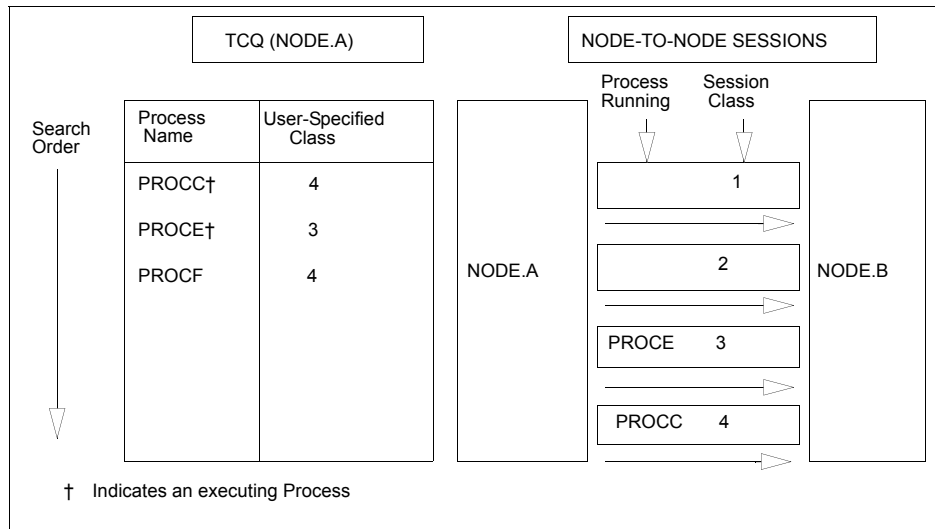 TCQ (NODE.A)
NODE-TO-NODE SESSIONS
Process Running
Session Class
Search Order
Process Name
User-Specified Class
PROCC† 4
PROCE† 3
PROCF 4
NODE.A
1
2
PROCE 3
PROCC 4
NODE.B
† Indicates an executing Process